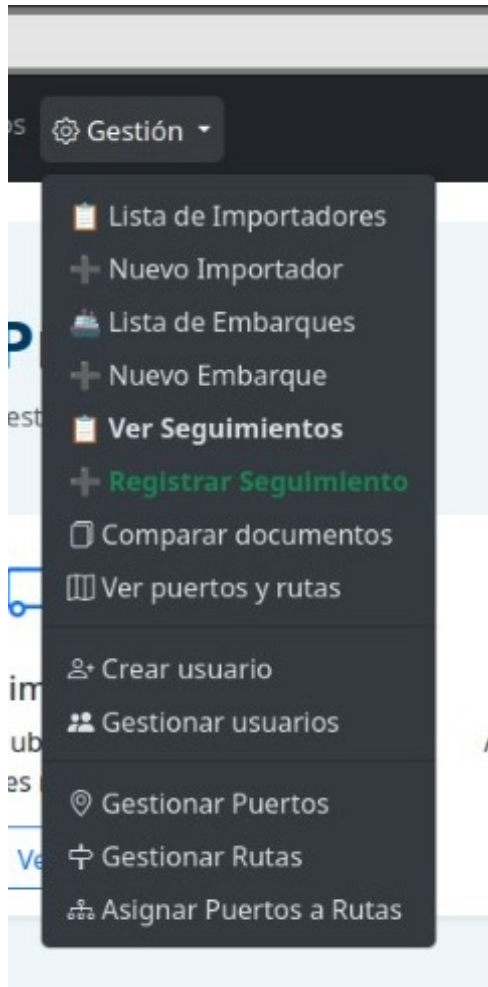 Gestión
Lista de Importadores
Nuevo Importador
Lista de Embarques
Nuevo Embarque
Ver Seguimientos
Registrar Seguimiento
Comparar documentos
Ver puertos y rutas
Crear usuario
Gestionar usuarios
Gestionar Puertos
Gestionar Rutas
Asignar Puertos a Rutas